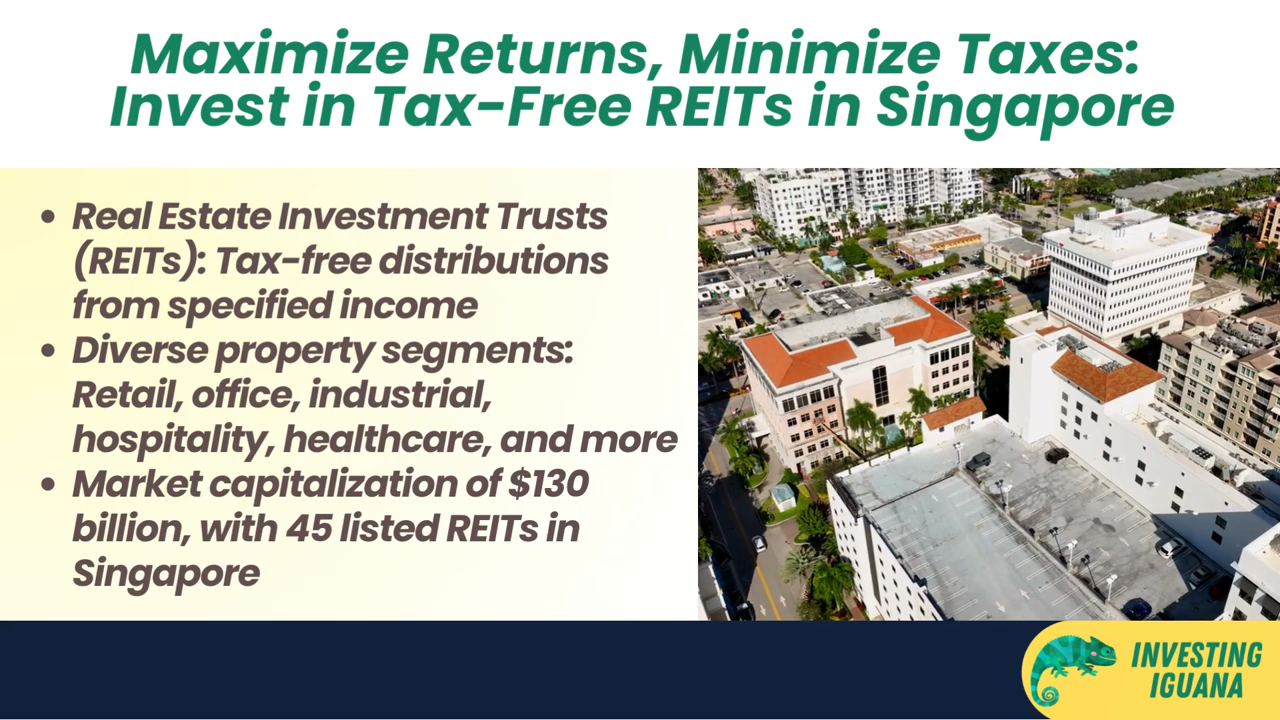 Maximize Returns, Minimize Taxes:
Invest in Tax-Free REITs in Singapore
• Real Estate Investment Trusts
(REITs): Tax-free distributions
from specified income
• Diverse property segments:
Retail, office, industrial,
hospitality, healthcare, and more
• Market capitalization of $130
billion, with 45 listed REITs in
Singapore
INVESTING
IGUANA